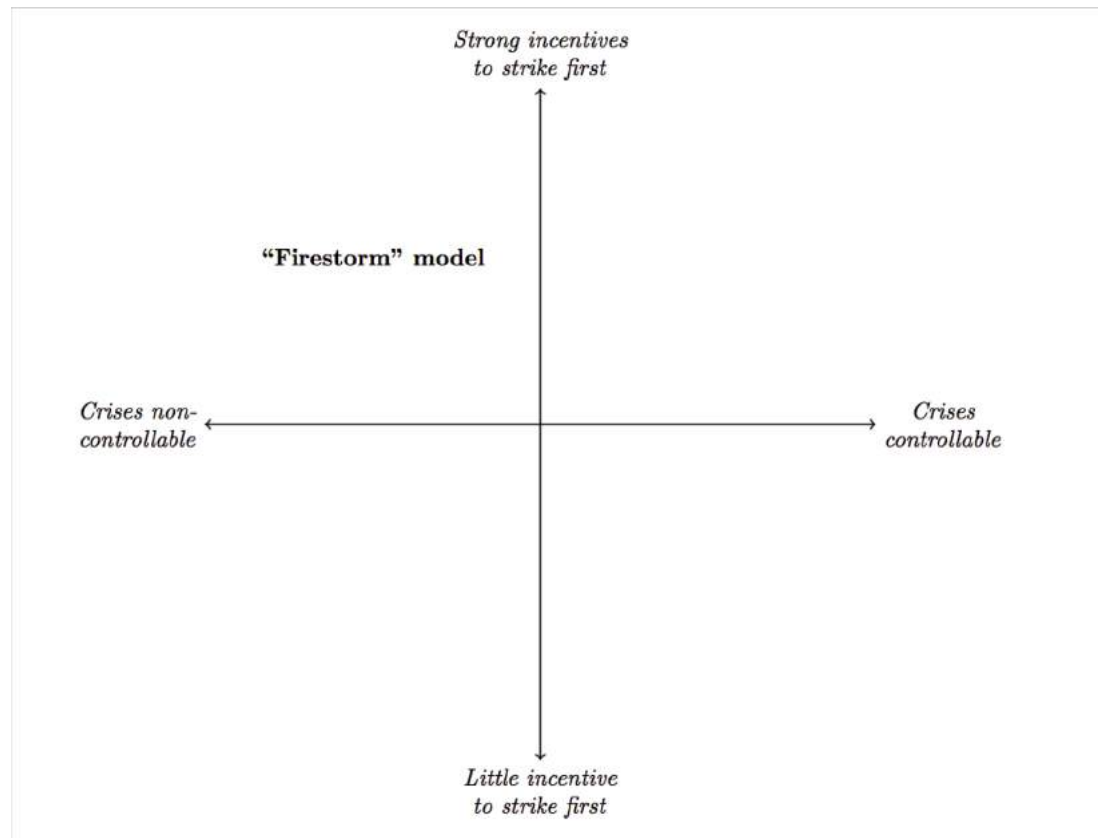 Strong incentives
to strike first
“Firestorm” model
Crises non-
controllable
Crises
controllable
Little incentive
to strike first